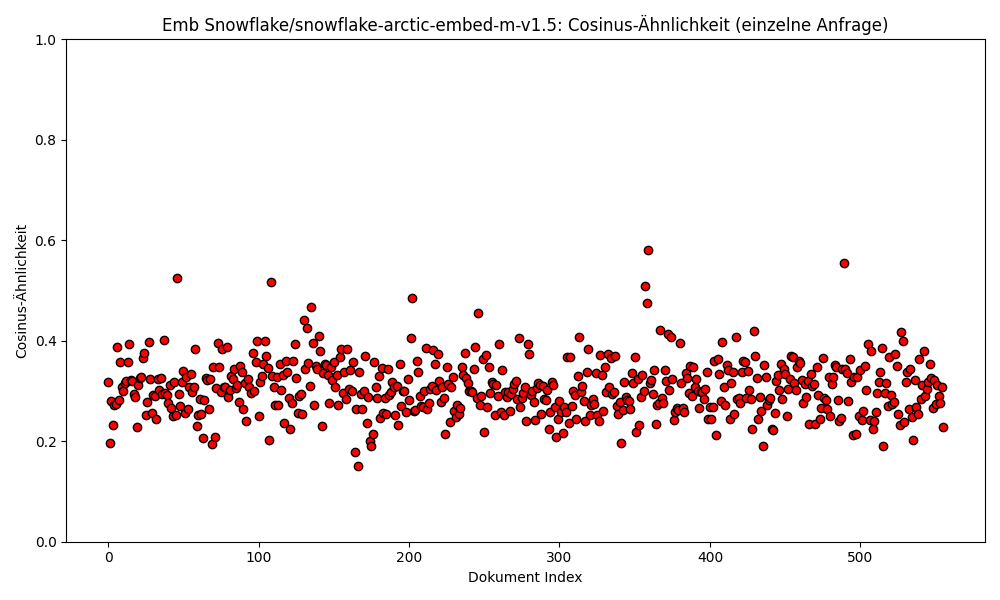 Emb Snowflake/snowflake-arctic-embed-m-v1.5: Cosinus-Ähnlichkeit (einzelne Anfrage)
1.0
0.8
0.6
0.4
0.2
0.0
Cosinus-Ähnlichkeit
0 100 200 300 400 500
Dokument Index